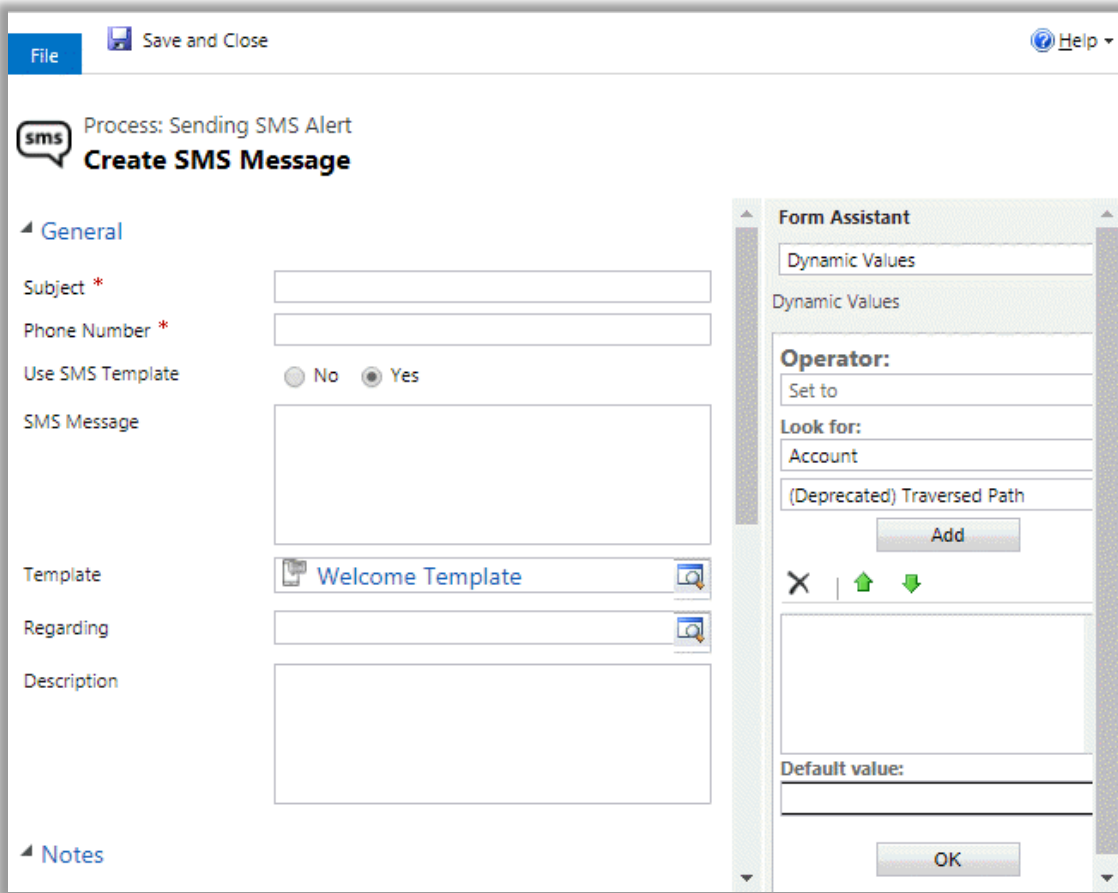 File
Save and Close
Help
sms
Process: Sending SMS Alert
Create SMS Message
General
Subject *
Phone Number *
Use SMS Template
No
Yes
SMS Message
Template
Welcome Template
Regarding
Description
Notes
Form Assistant
Dynamic Values
Dynamic Values
Operator:
Set to
Look for:
Account
(Deprecated) Traversed Path
Add
Default value:
OK